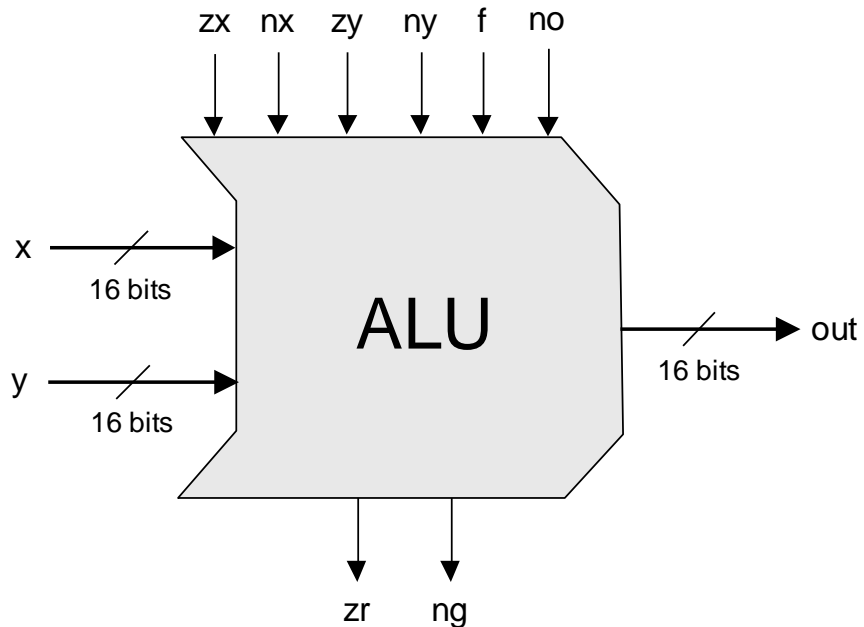 zx nx zy ny f no
x
16 bits
ALU
out
16 bits
y
16 bits
zr ng